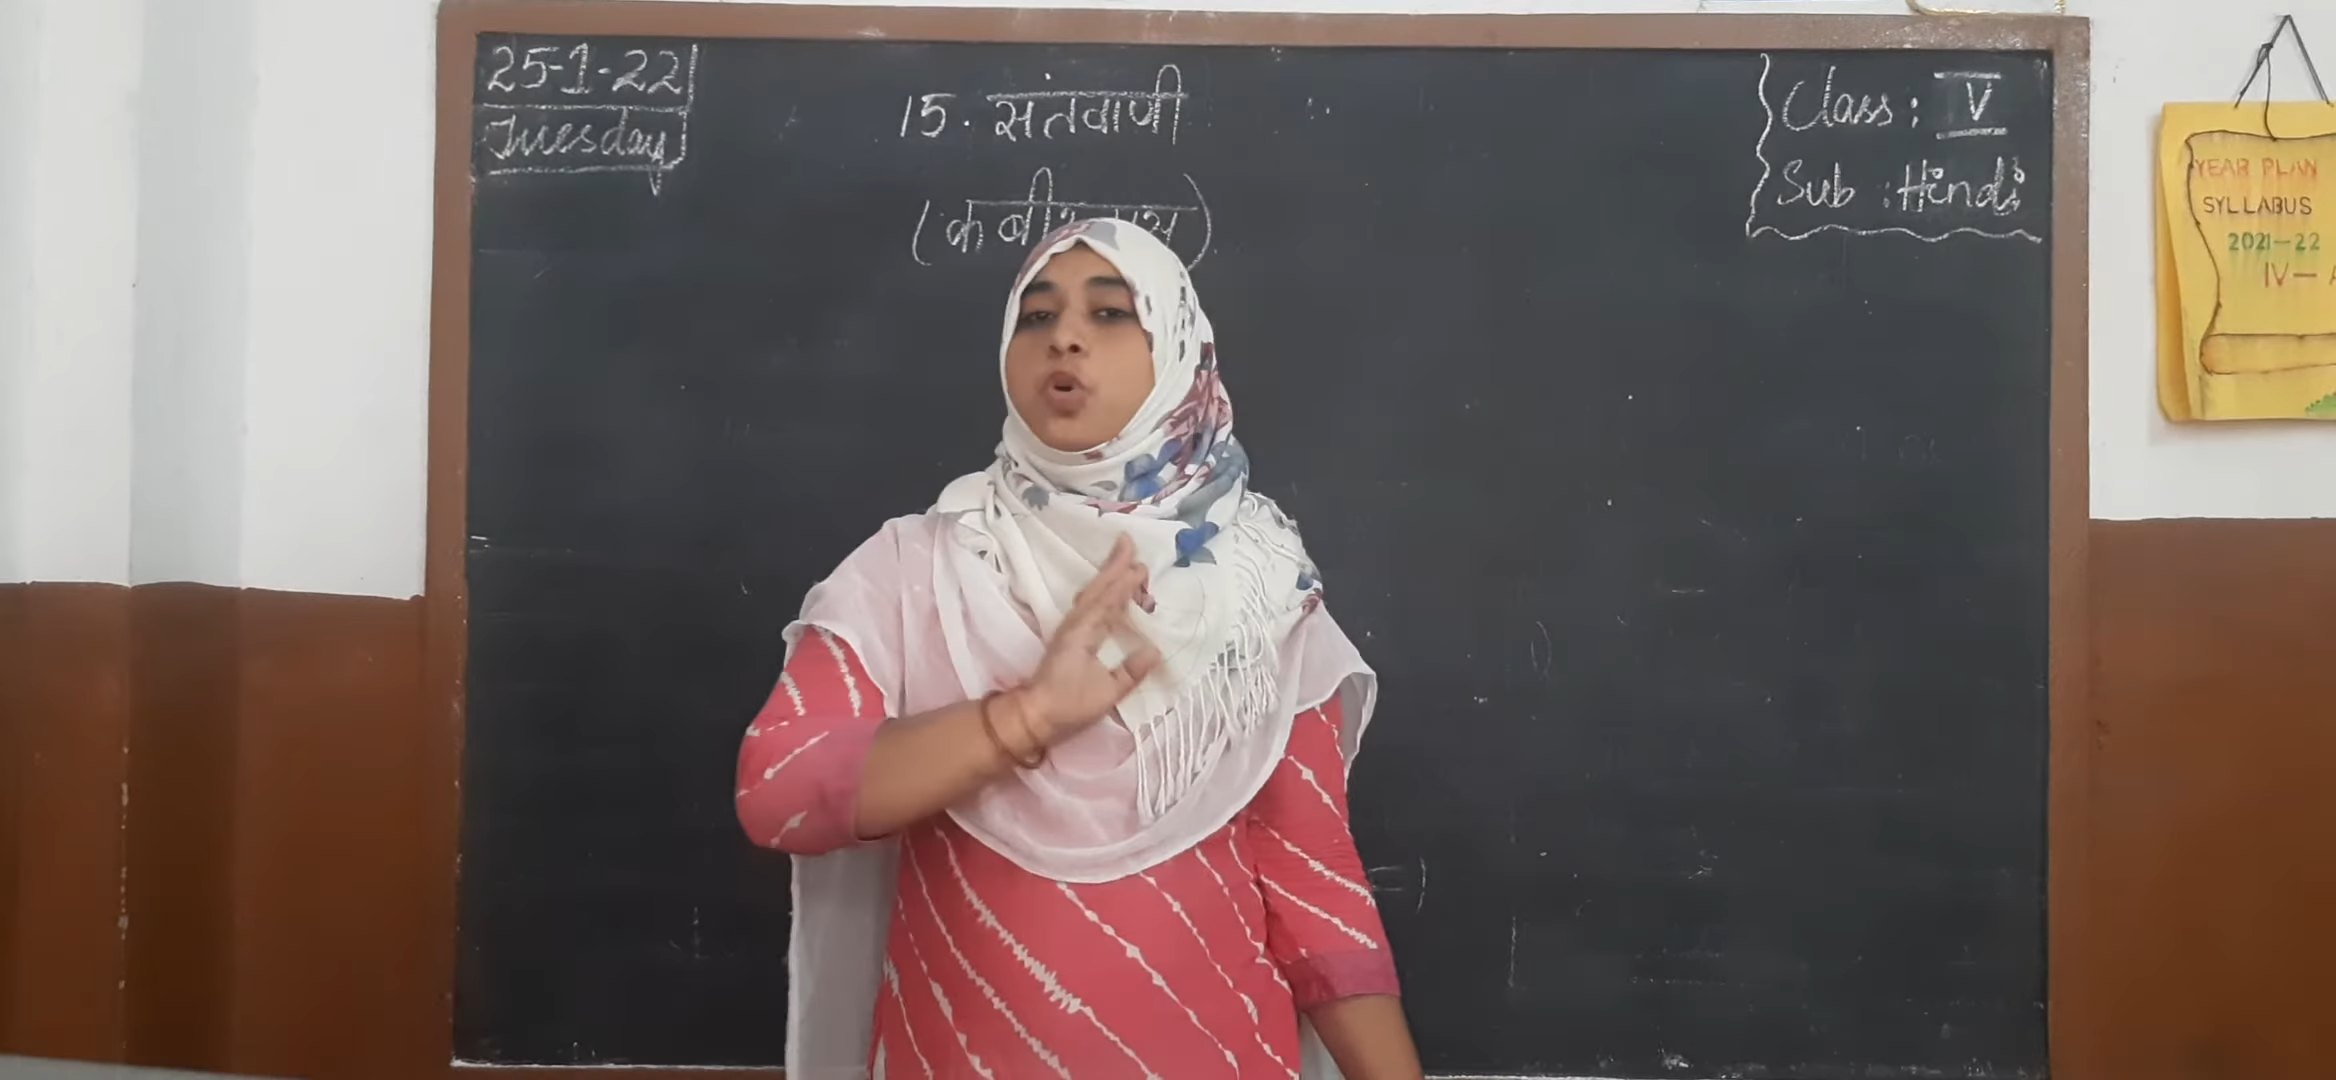 25-1-22
Tuesday
15. संतवाणी
Class: V
Sub : Hindi
YEAR PLAN
SYLLABUS
2021-22
IV-